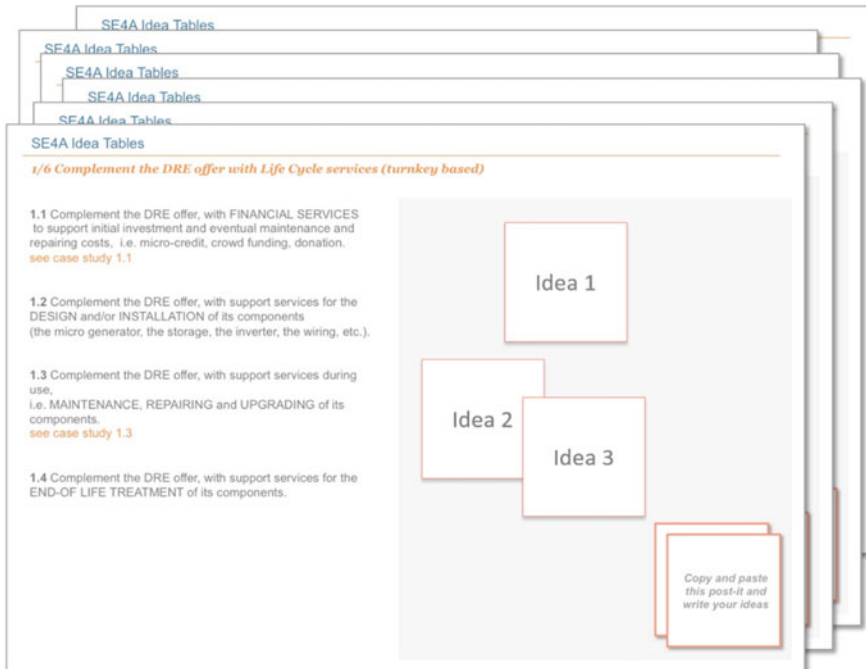 SE4A Idea Tables
SE4A Idea Tables
SE4A Idea Tables
SE4A Idea Tables
SE4A Idea Tables
SE4A Idea Tables
1/6 Complement the DRE offer with Life Cycle services (turnkey based)
1.1 Complement the DRE offer, with FINANCIAL SERVICES
to support initial investment and eventual maintenance and
repairing costs, i.e. micro-credit, crowd funding, donation.
see case study 1.1
1.2 Complement the DRE offer, with support services for the
DESIGN and/or INSTALLATION of its components
(the micro generator, the storage, the inverter, the wiring, etc.).
1.3 Complement the DRE offer, with support services during
use,
i.e. MAINTENANCE, REPAIRING and UPGRADING of its
components.
see case study 1.3
1.4 Complement the DRE offer, with support services for the
END-OF LIFE TREATMENT of its components.
Idea 1
Idea 2
Idea 3
Copy and paste
this post-it and
write your ideas